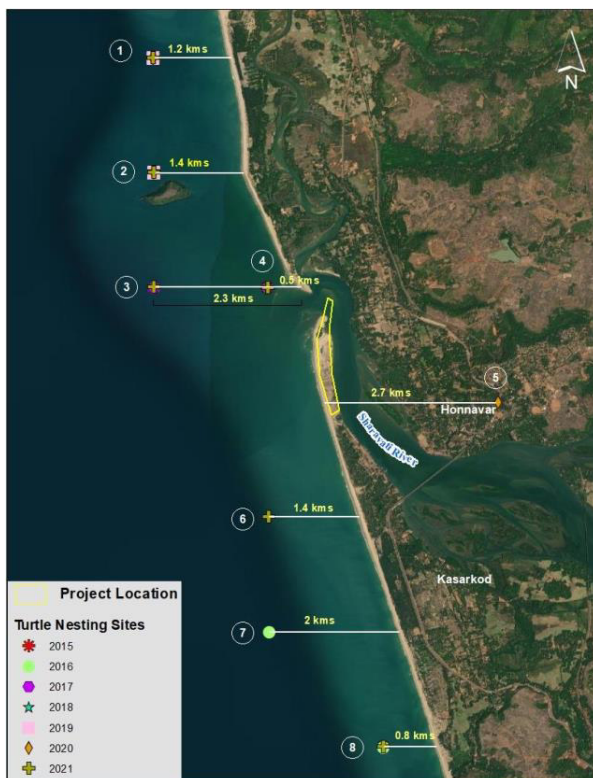 1
1.2 kms
N
2
1.4 kms
4
3
0.5 kms
2.3 kms
5
2.7 kms
Honnavar
Sharavati River
6
1.4 kms
Kasarkod
7
2 kms
8
0.8 kms
Project Location
Turtle Nesting Sites
2015
2016
2017
2018
2019
2020
2021